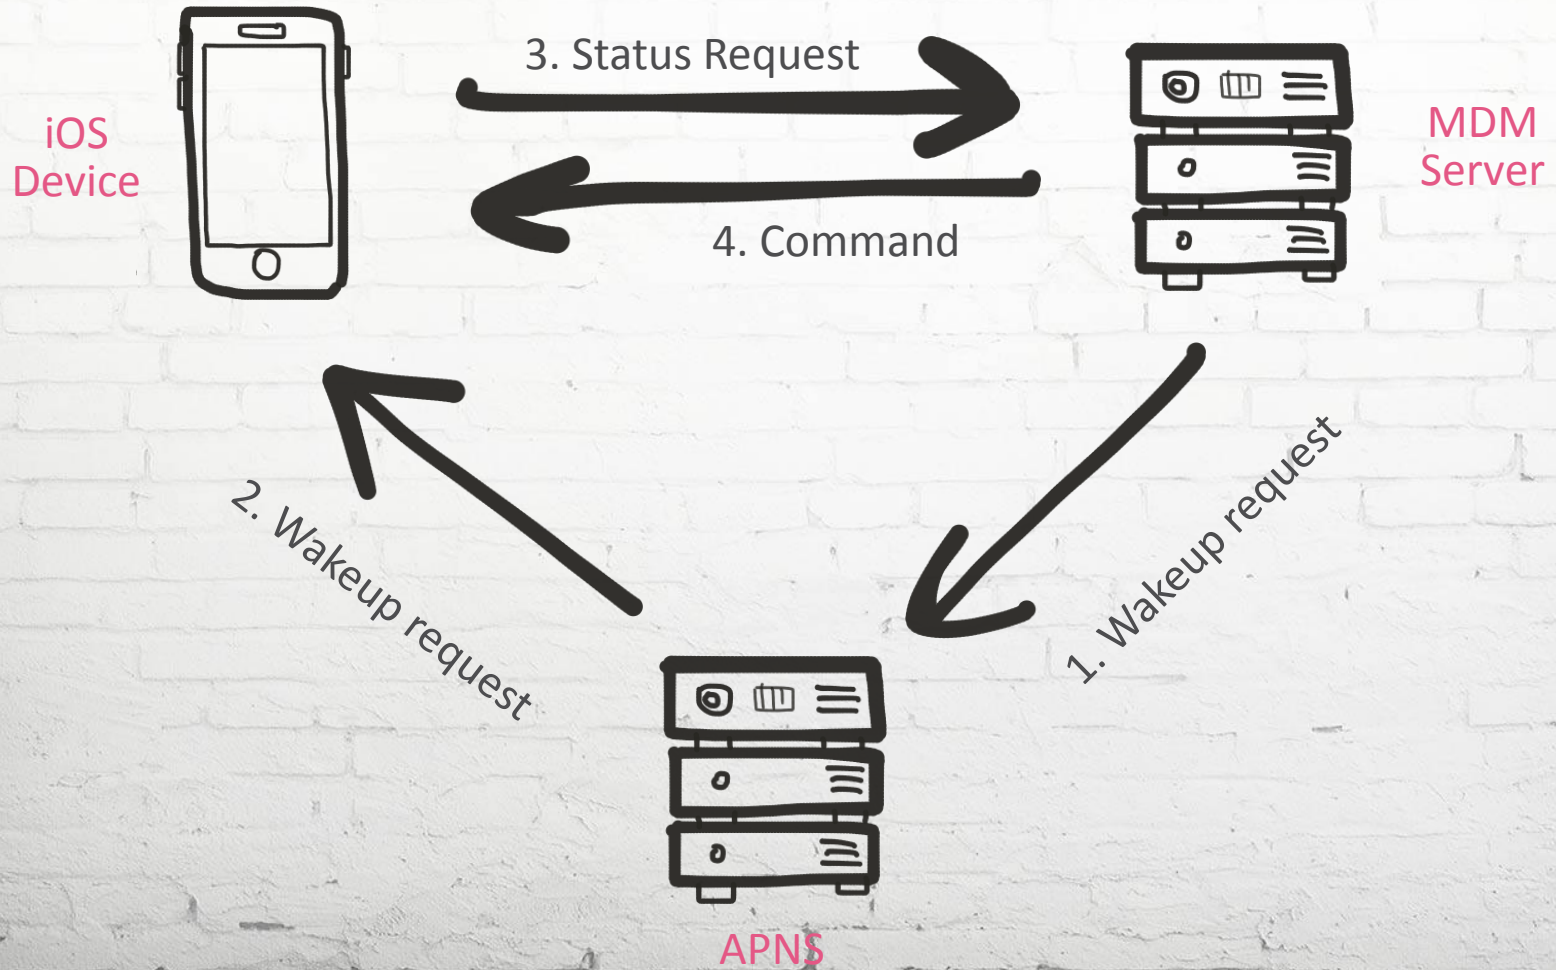 3. Status Request
iOS
Device
MDM
Server
4. Command
2. Wakeup request
1. Wakeup request
APNS